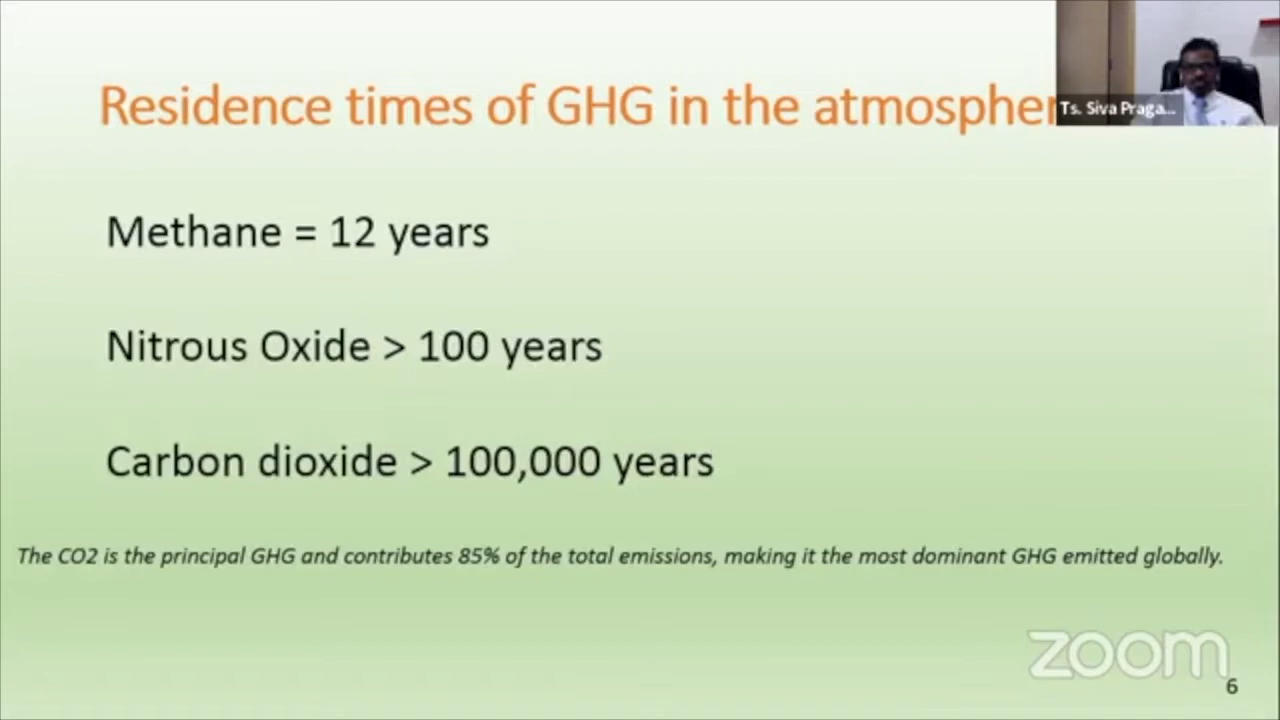 Residence times of GHG in the atmospher
Ts. Siva Praga...
Methane = 12 years
Nitrous Oxide > 100 years
Carbon dioxide > 100,000 years
The CO2 is the principal GHG and contributes 85% of the total emissions, making it the most dominant GHG emitted globally.
zoom
6